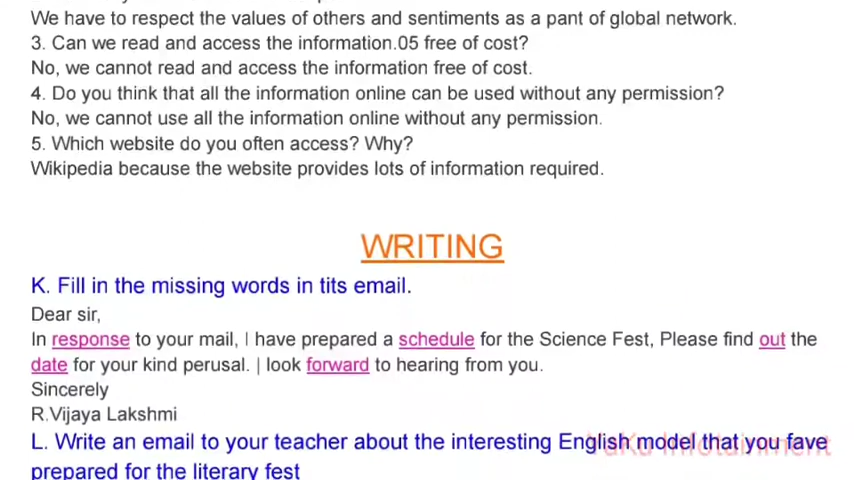 We have to respect the values of others and sentiments as a pant of global network.
3. Can we read and access the information.05 free of cost?
No, we cannot read and access the information free of cost.
4. Do you think that all the information online can be used without any permission?
No, we cannot use all the information online without any permission.
5. Which website do you often access? Why?
Wikipedia because the website provides lots of information required.
WRITING
K. Fill in the missing words in tits email.
Dear sir,
In response to your mail, I have prepared a schedule for the Science Fest, Please find out the
date for your kind perusal. | look forward to hearing from you.
Sincerely
R.Vijaya Lakshmi
L. Write an email to your teacher about the interesting English model that you fave
prepared for the literary fest
YaKu Infotainment